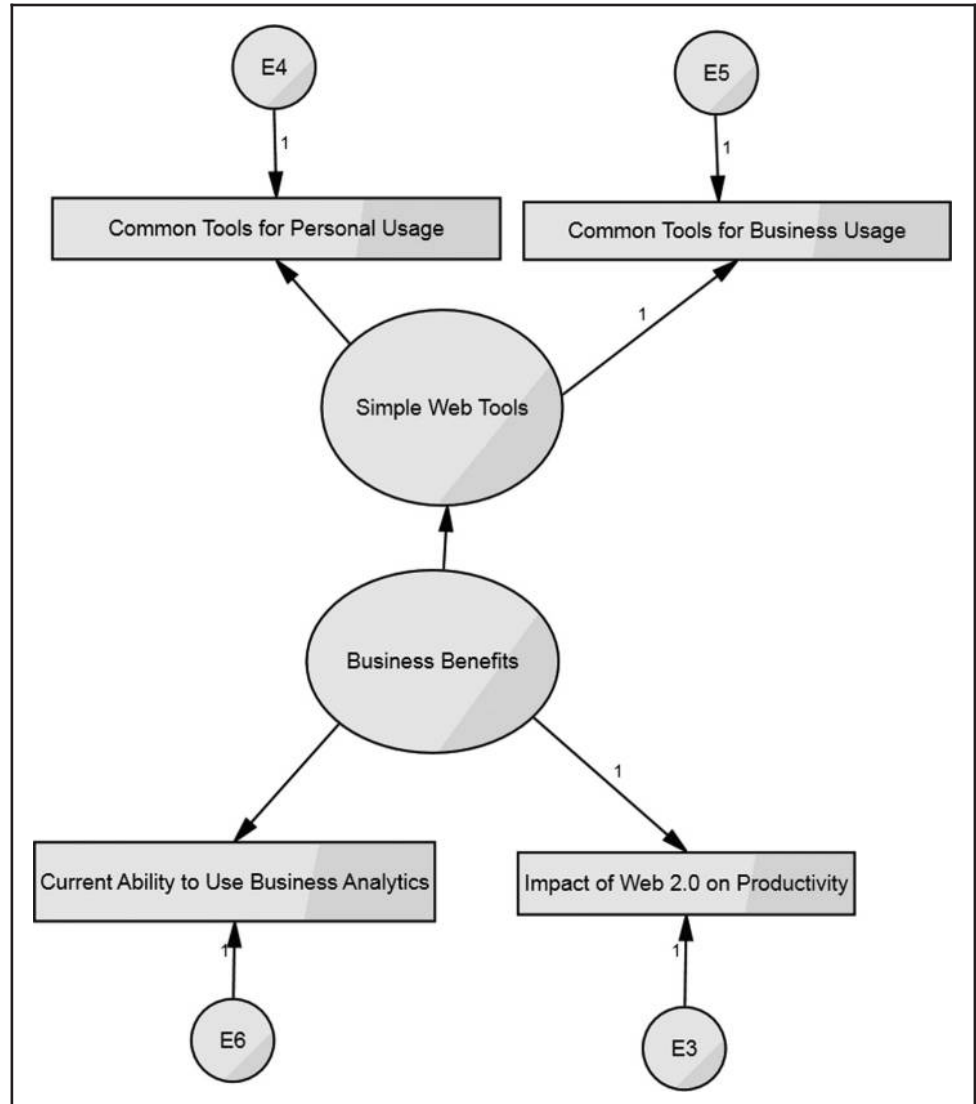 E4
E5
1
1
Common Tools for Personal Usage
Common Tools for Business Usage
1
Simple Web Tools
Business Benefits
1
Current Ability to Use Business Analytics
Impact of Web 2.0 on Productivity
1
1
E6
E3